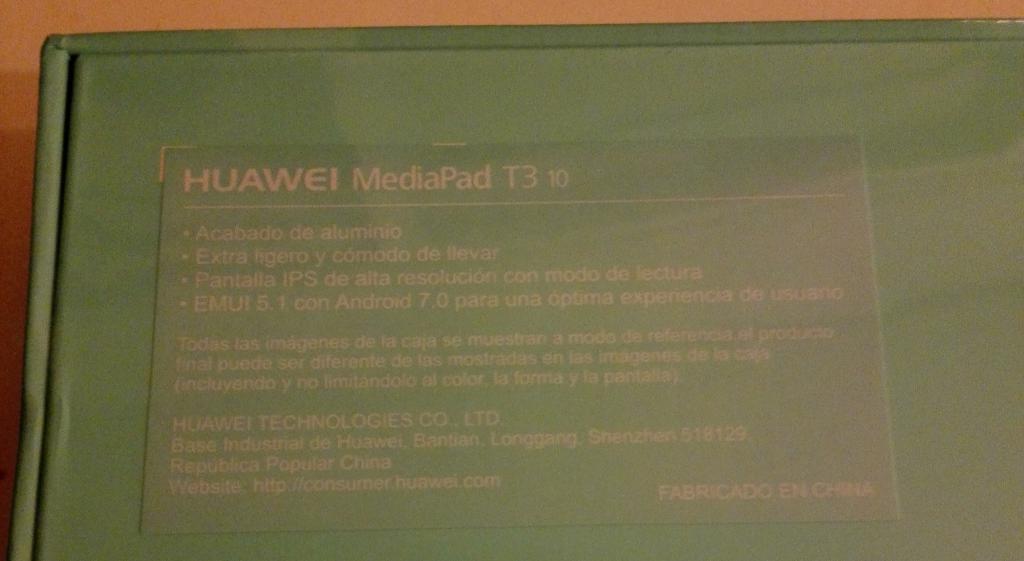 HUAWEI MediaPad T3 10
• Acabado de aluminio
• Extra ligero y cómodo de llevar
• Pantalla IPS de alta resolución con modo de lectura
• EMUI 5.1 con Android 7.0 para una óptima experiencia de usuario
Todas las imágenes de la caja se muestran a modo de referencia,el producto
final puede ser diferente de las mostradas en las imágenes de la caja
(incluyendo y no limitándolo al color, la forma y la pantalla).
HUAWEI TECHNOLOGIES CO., LTD.
Base Industrial de Huawei, Bantian, Longgang, Shenzhen 518129,
República Popular China
Website: http://consumer.huawei.com
FABRICADO EN CHINA